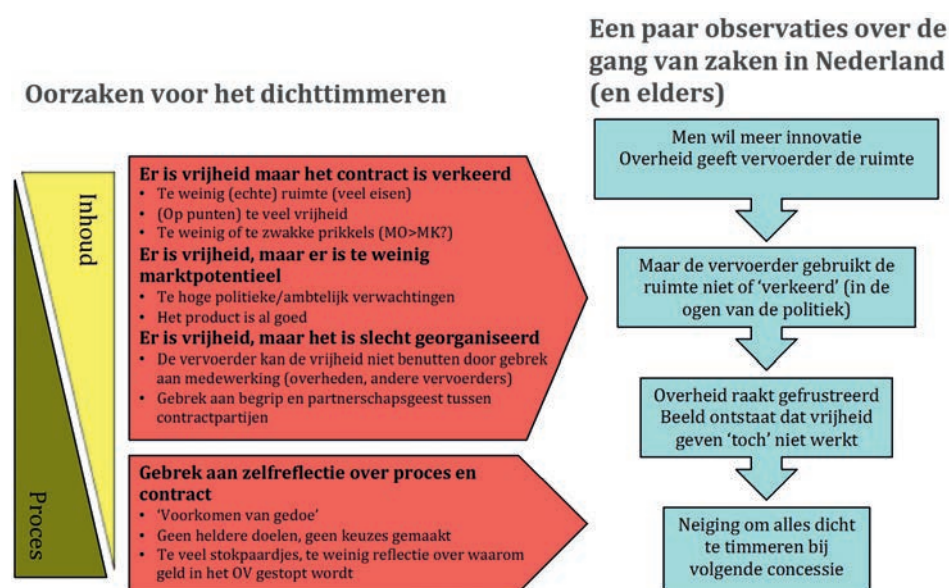 Oorzaken voor het dichttimmeren
Inhoud
Proces
Er is vrijheid maar het contract is verkeerd
• Te weinig (echte) ruimte (veel eisen)
• (Op punten) te veel vrijheid
• Te weinig of te zwakke prikkels (MO>MK?)
Er is vrijheid, maar er is te weinig
marktpotentieel
• Te hoge politieke/ambtelijk verwachtingen
• Het product is al goed
Er is vrijheid, maar het is slecht georganiseerd
• De vervoerder kan de vrijheid niet benutten door gebrek
aan medewerking (overheden, andere vervoerders)
• Gebrek aan begrip en partnerschapsgeest tussen
contractpartijen
Gebrek aan zelfreflectie over proces en
contract
• ‘Voorkomen van gedoe’
• Geen heldere doelen, geen keuzes gemaakt
• Te veel stokpaardjes, te weinig reflectie over waarom
geld in het OV gestopt wordt
Een paar observaties over de
gang van zaken in Nederland
(en elders)
Men wil meer innovatie
Overheid geeft vervoerder de ruimte
Maar de vervoerder gebruikt de
ruimte niet of ‘verkeerd’ (in de
ogen van de politiek)
Overheid raakt gefrustreerd
Beeld ontstaat dat vrijheid
geven ‘toch’ niet werkt
Neiging om alles dicht
te timmeren bij
volgende concessie